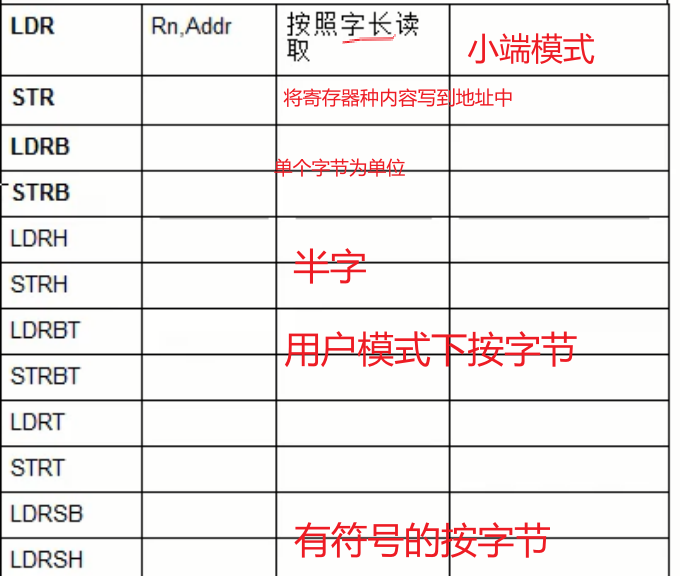 LDR Rn,Addr 按照字长读
取
小端模式
STR
将寄存器种内容写到地址中
LDRB
单个字节为单位
STRB
LDRH
半字
STRH
LDRBT
用户模式下按字节
STRBT
LDRT
STRT
LDRSB
有符号的按字节
LDRSH